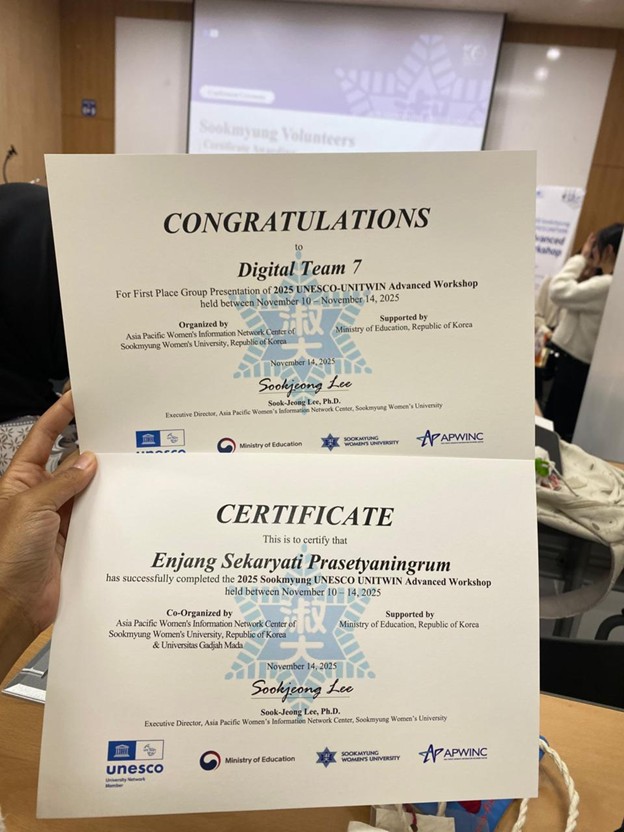 Sookmyung Volunteers
CONGRATULATIONS
to
Digital Team 7
For First Place Group Presentation of 2025 UNESCO-UNITWIN Advanced Workshop
held between November 10 – November 14, 2025
Organized by
Asia Pacific Women's Information Network Center of
Sookmyung Women's University, Republic of Korea
Supported by
Ministry of Education, Republic of Korea
淑大
November 14, 2025
Sookjeong Lee
Sook-Jeong Lee, Ph.D.
Executive Director, Asia Pacific Women's Information Network Center, Sookmyung Women's University
unesco
Ministry of Education
SOOKMYUNG
WOMEN'S UNIVERSITY
APWINC
CERTIFICATE
This is to certify that
Enjang Sekaryati Prasetyaningrum
has successfully completed the 2025 Sookmyung UNESCO UNITWIN Advanced Workshop
held between November 10 – 14, 2025
Co-Organized by
Asia Pacific Women's Information Network Center of
Sookmyung Women's University, Republic of Korea
& Universitas Gadjah Mada
Supported by
Ministry of Education, Republic of Korea
淑大
November 14, 2025
Sookjeong Lee
Sook-Jeong Lee, Ph.D.
Executive Director, Asia Pacific Women's Information Network Center, Sookmyung Women's University
unesco
University Network
Member
Ministry of Education
SOOKMYUNG
WOMEN'S UNIVERSITY
APWINC